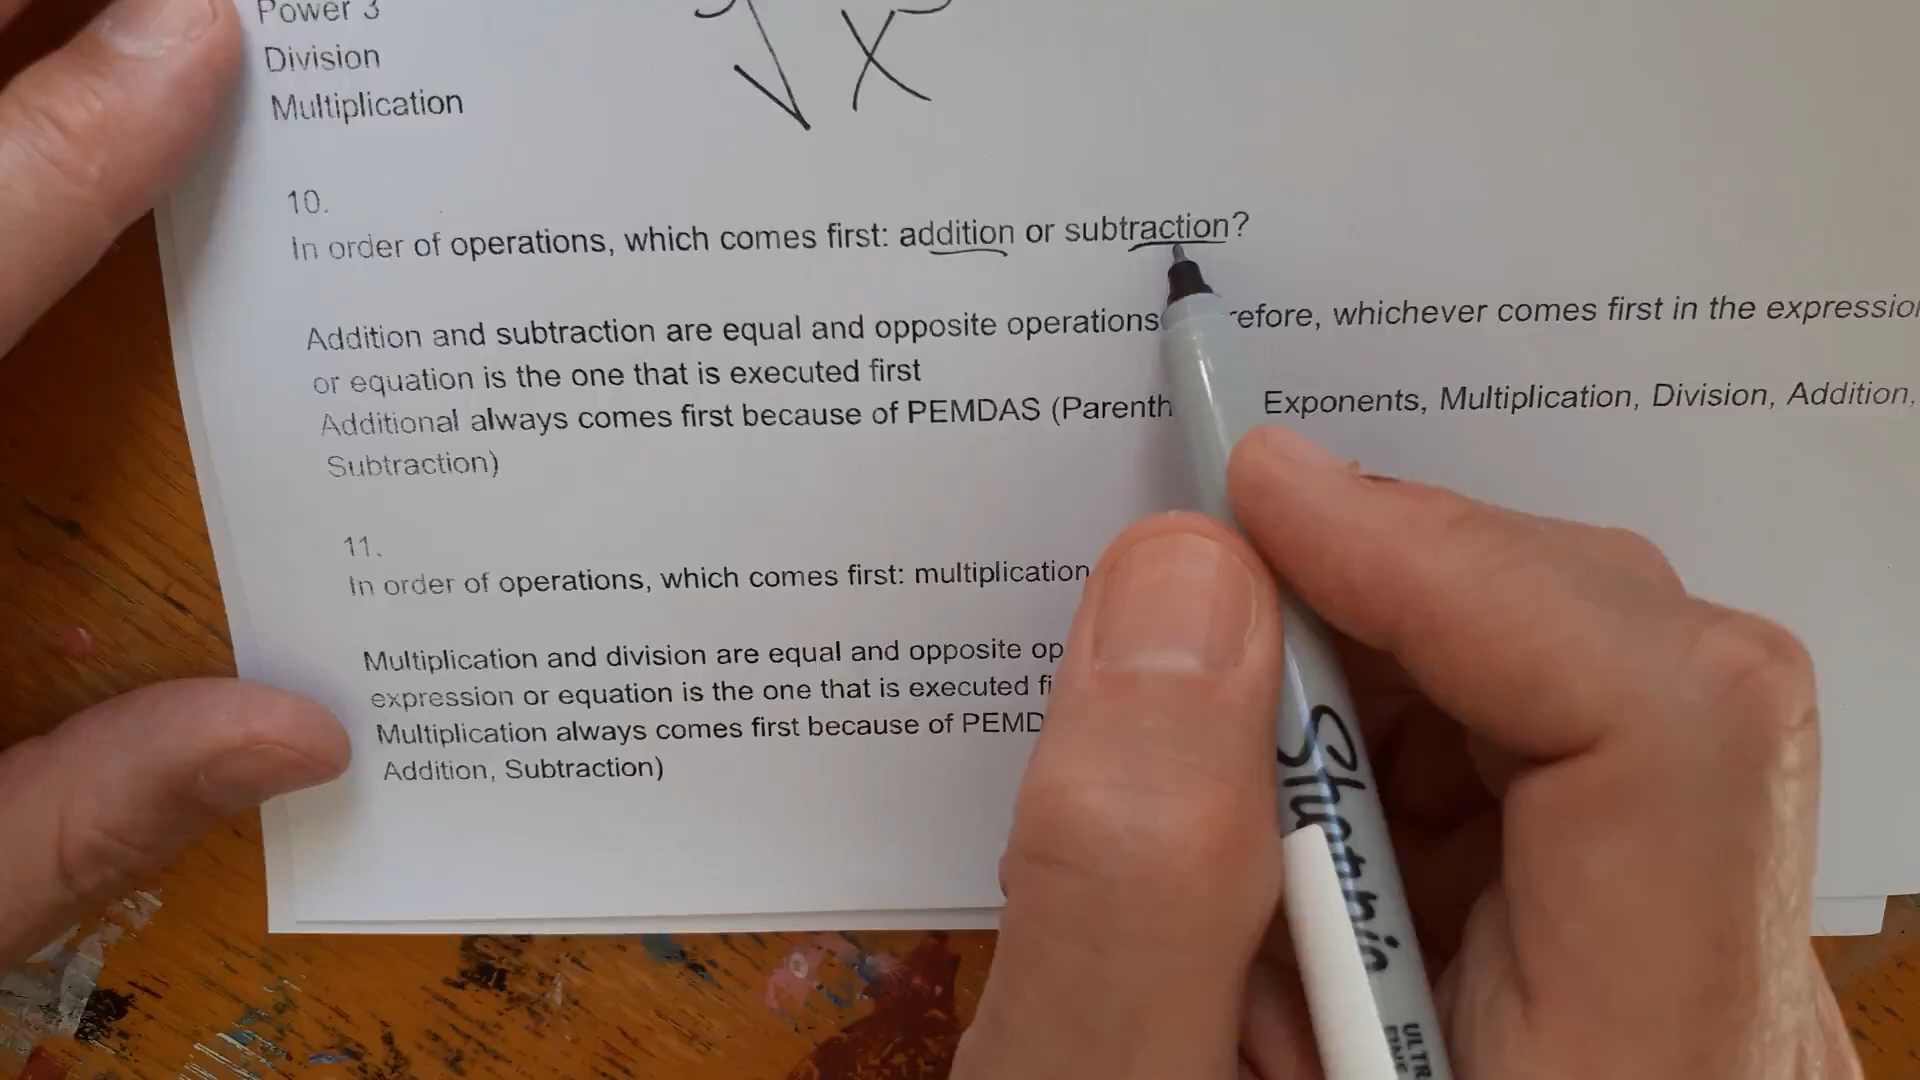 Power 3
Division
Multiplication
√x
10.
In order of operations, which comes first: addition or subtraction?
Addition and subtraction are equal and opposite operations refore, whichever comes first in the expression
or equation is the one that is executed first
Additional always comes first because of PEMDAS (Parenth Exponents, Multiplication, Division, Addition,
Subtraction)
11.
In order of operations, which comes first: multiplication
Multiplication and division are equal and opposite op
expression or equation is the one that is executed fi
Multiplication always comes first because of PEMD
Addition, Subtraction)
Sharpie
ULTR
FINE